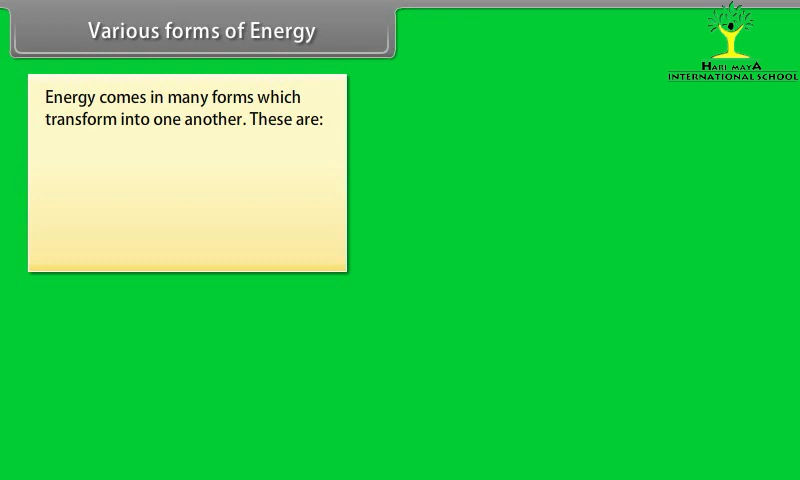 Various forms of Energy
HARI MAYA
INTERNATIONAL SCHOOL
Energy comes in many forms which
transform into one another. These are: